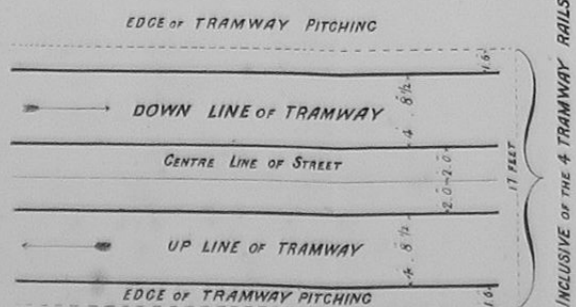 EDGE OF TRAMWAY PITCHING
1.6
DOWN LINE OF TRAMWAY
4. 8½
CENTRE LINE OF STREET
2.0 2.0
17 FEET
UP LINE OF TRAMWAY
4. 8½
EDGE OF TRAMWAY PITCHING
1.6
INCLUSIVE OF THE 4 TRAMWAY RAILS